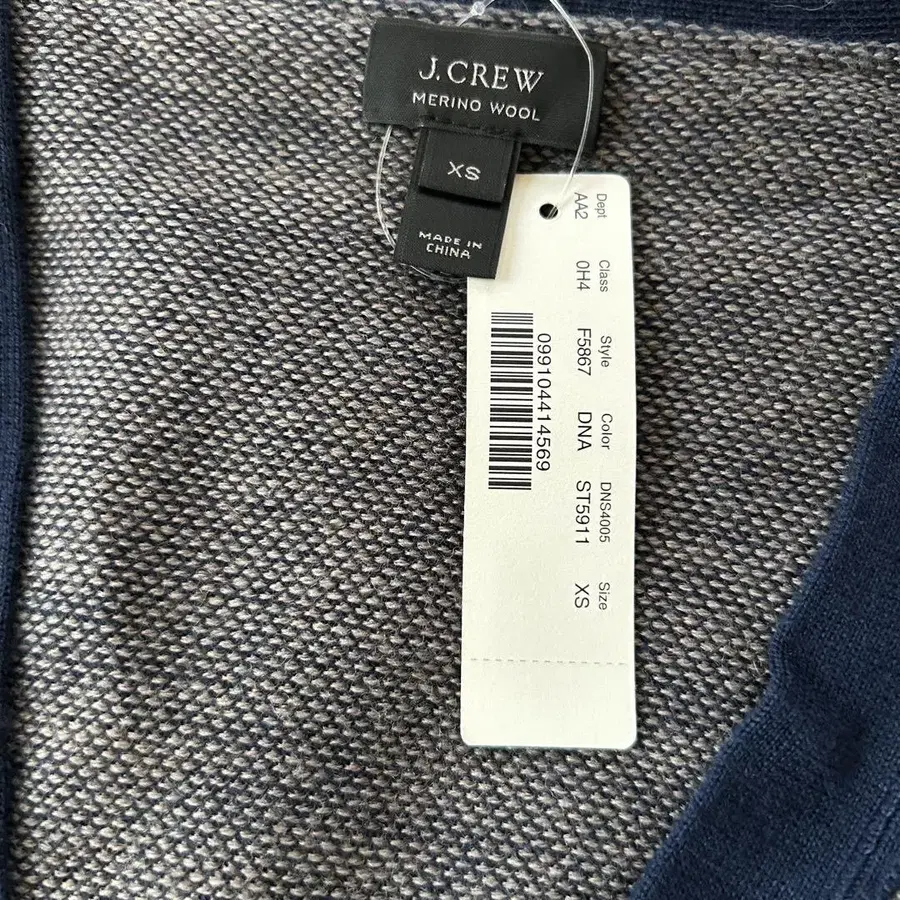 J.CREW
MERINO WOOL
XS
MADE IN
CHINA
Dept Class Style Color DNS4005 Size
AA2 0H4 F5867 DNA ST5911 XS
099104414569